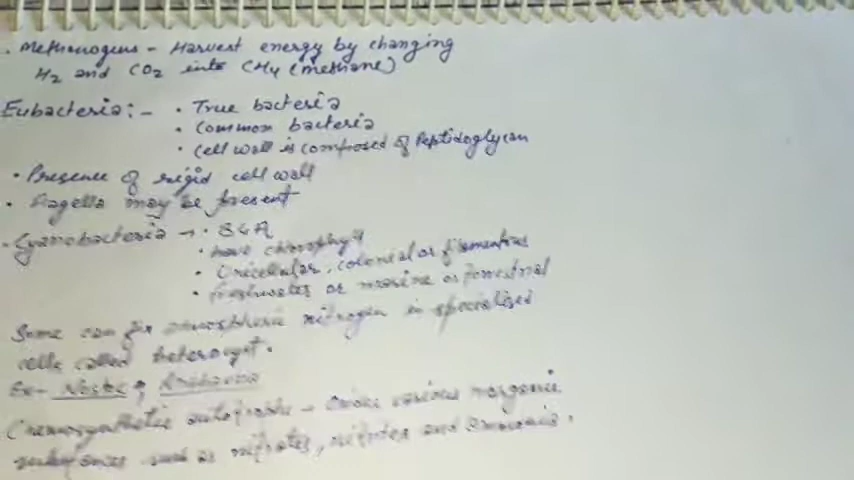 . Methanogens - Harvest energy by changing
H2 and CO2 into CH4 (methane)
Eubacteria :- • True bacteria
• Common bacteria
• Cell wall is composed of Peptidoglycan
• Presence of rigid cell wall
• Flagella may be present
• Cyanobacteria → • BGA
• have chlorophyll
• Unicellular, colonial or filamentous
• freshwater or marine or terrestrial
Some can fix atmospheric nitrogen in specialised
cells called heterocyst.
Ex- Nostoc, Anabaena
Chemosynthetic autotrophs - Oxidise various inorganic
substances such as nitrates, nitrites and ammonia.